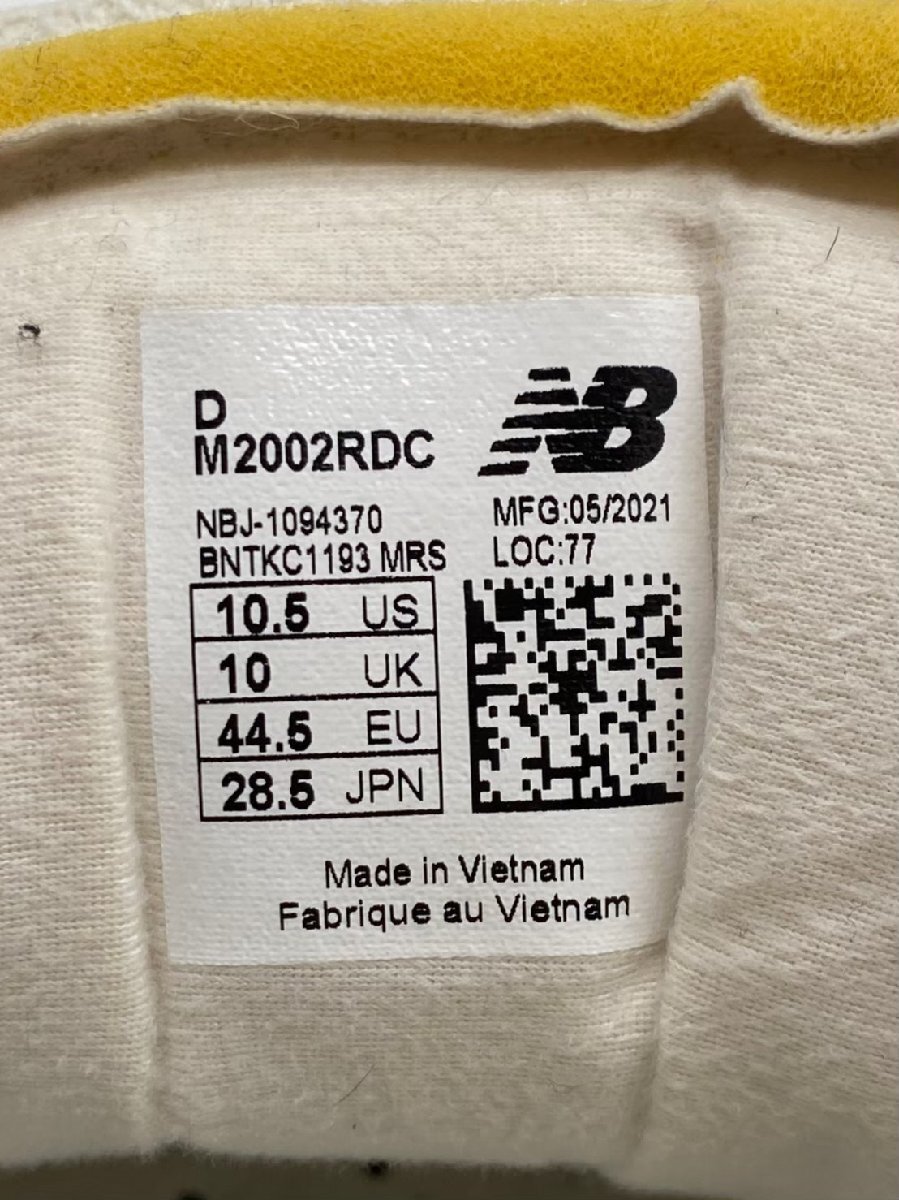 D
M2002RDC
NB
NBJ-1094370
BNTKC1193 MRS
MFG:05/2021
LOC:77
10.5 US
10 UK
44.5 EU
28.5 JPN
Made in Vietnam
Fabrique au Vietnam